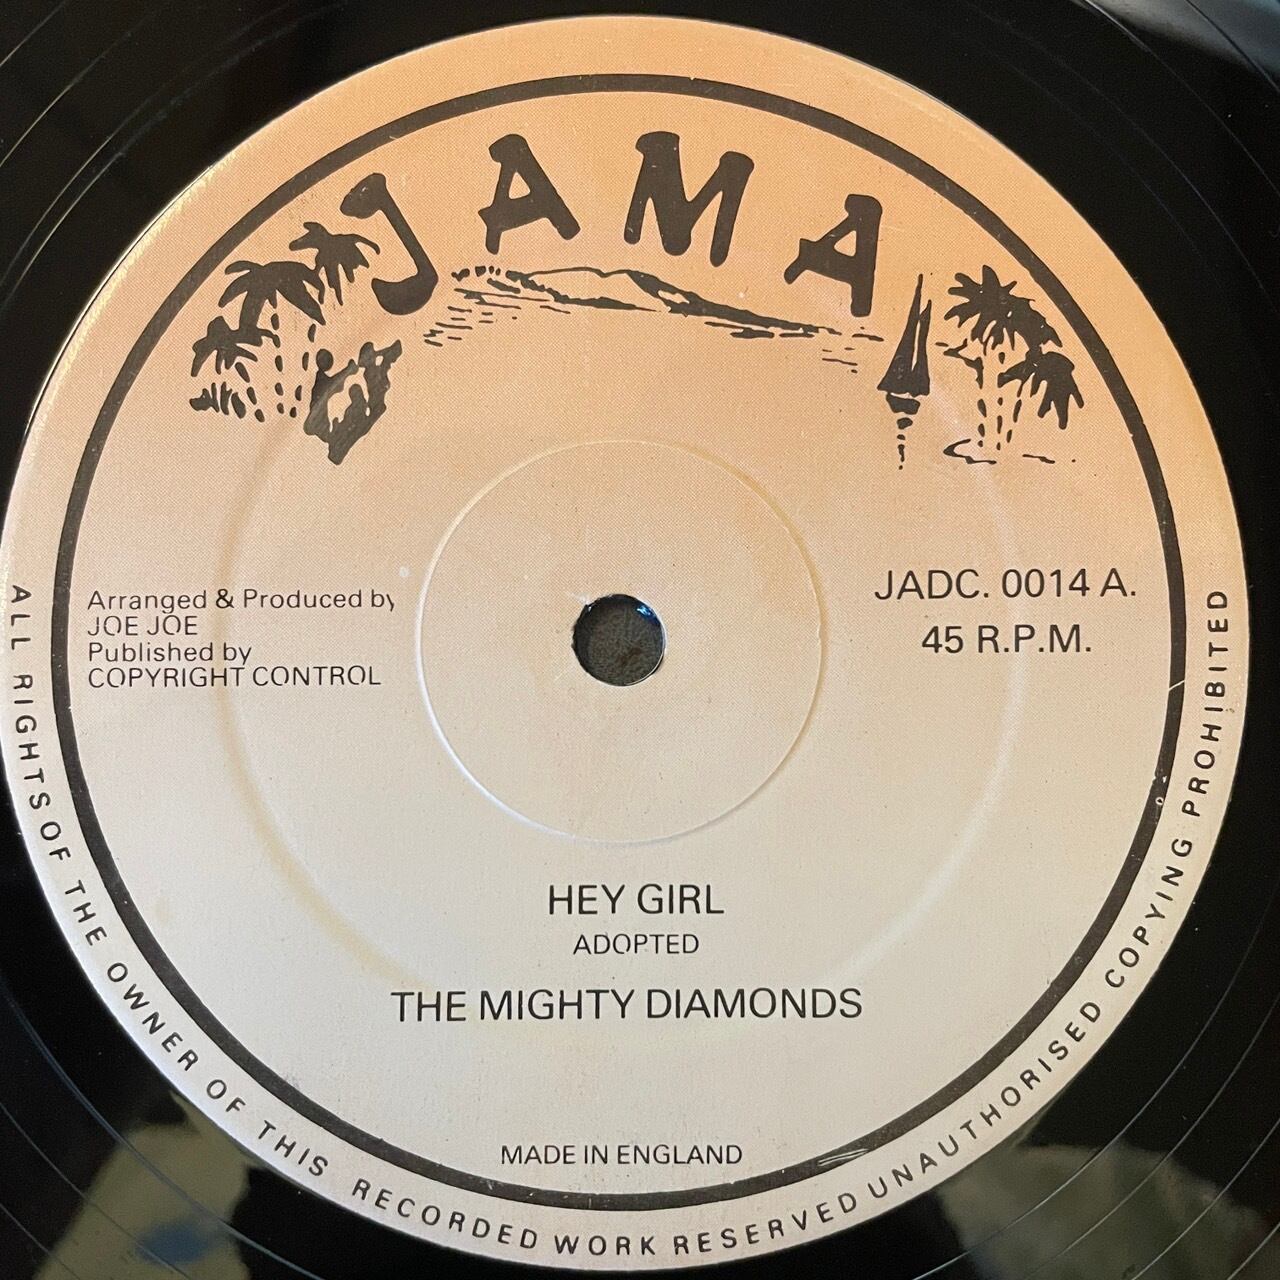 JAMA
Arranged & Produced by
JOE JOE
Published by
COPYRIGHT CONTROL
JADC. 0014 A.
45 R.P.M.
HEY GIRL
ADOPTED
THE MIGHTY DIAMONDS
MADE IN ENGLAND
ALL RIGHTS OF THE OWNER OF THIS RECORDED WORK RESERVED UNAUTHORISED COPYING PROHIBITED